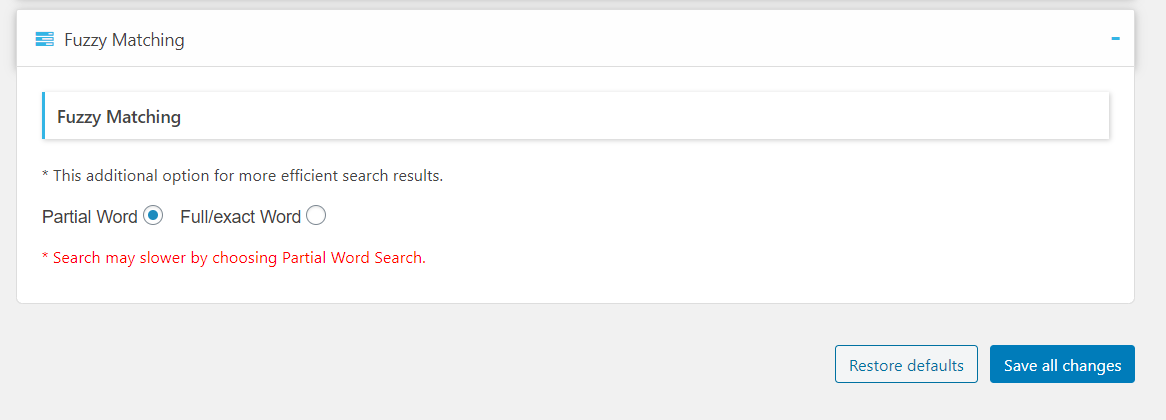 Fuzzy Matching
Fuzzy Matching
* This additional option for more efficient search results.
Partial Word Full/exact Word
* Search may slower by choosing Partial Word Search.
Restore defaults Save all changes